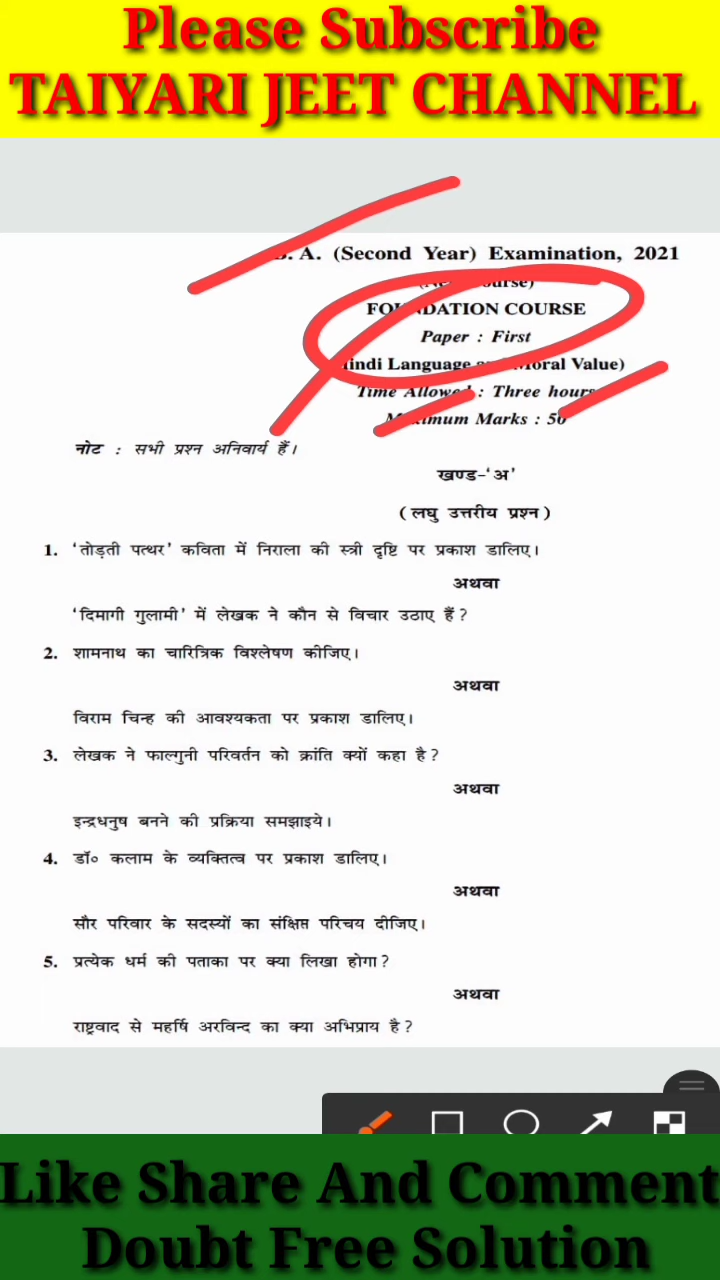 Please Subscribe
TAIYARI JEET CHANNEL
A. (Second Year) Examination, 2021
FOUNDATION COURSE
Paper : First
Hindi Language Moral Value)
Time Allowed : Three hours
Maximum Marks : 50
नोट : सभी प्रश्न अनिवार्य हैं।
खण्ड-‘अ’
( लघु उत्तरीय प्रश्न )
1. ‘तोड़ती पत्थर’ कविता में निराला की स्त्री दृष्टि पर प्रकाश डालिए।
अथवा
‘दिमागी गुलामी’ में लेखक ने कौन से विचार उठाए हैं ?
2. शामनाथ का चारित्रिक विश्लेषण कीजिए।
अथवा
विराम चिन्ह की आवश्यकता पर प्रकाश डालिए।
3. लेखक ने फाल्गुनी परिवर्तन को क्रांति क्यों कहा है ?
अथवा
इन्द्रधनुष बनने की प्रक्रिया समझाइये।
4. डॉ० कलाम के व्यक्तित्व पर प्रकाश डालिए।
अथवा
सौर परिवार के सदस्यों का संक्षिप्त परिचय दीजिए।
5. प्रत्येक धर्म की पताका पर क्या लिखा होगा ?
अथवा
राष्ट्रवाद से महर्षि अरविन्द का क्या अभिप्राय है ?
Like Share And Comment
Doubt Free Solution